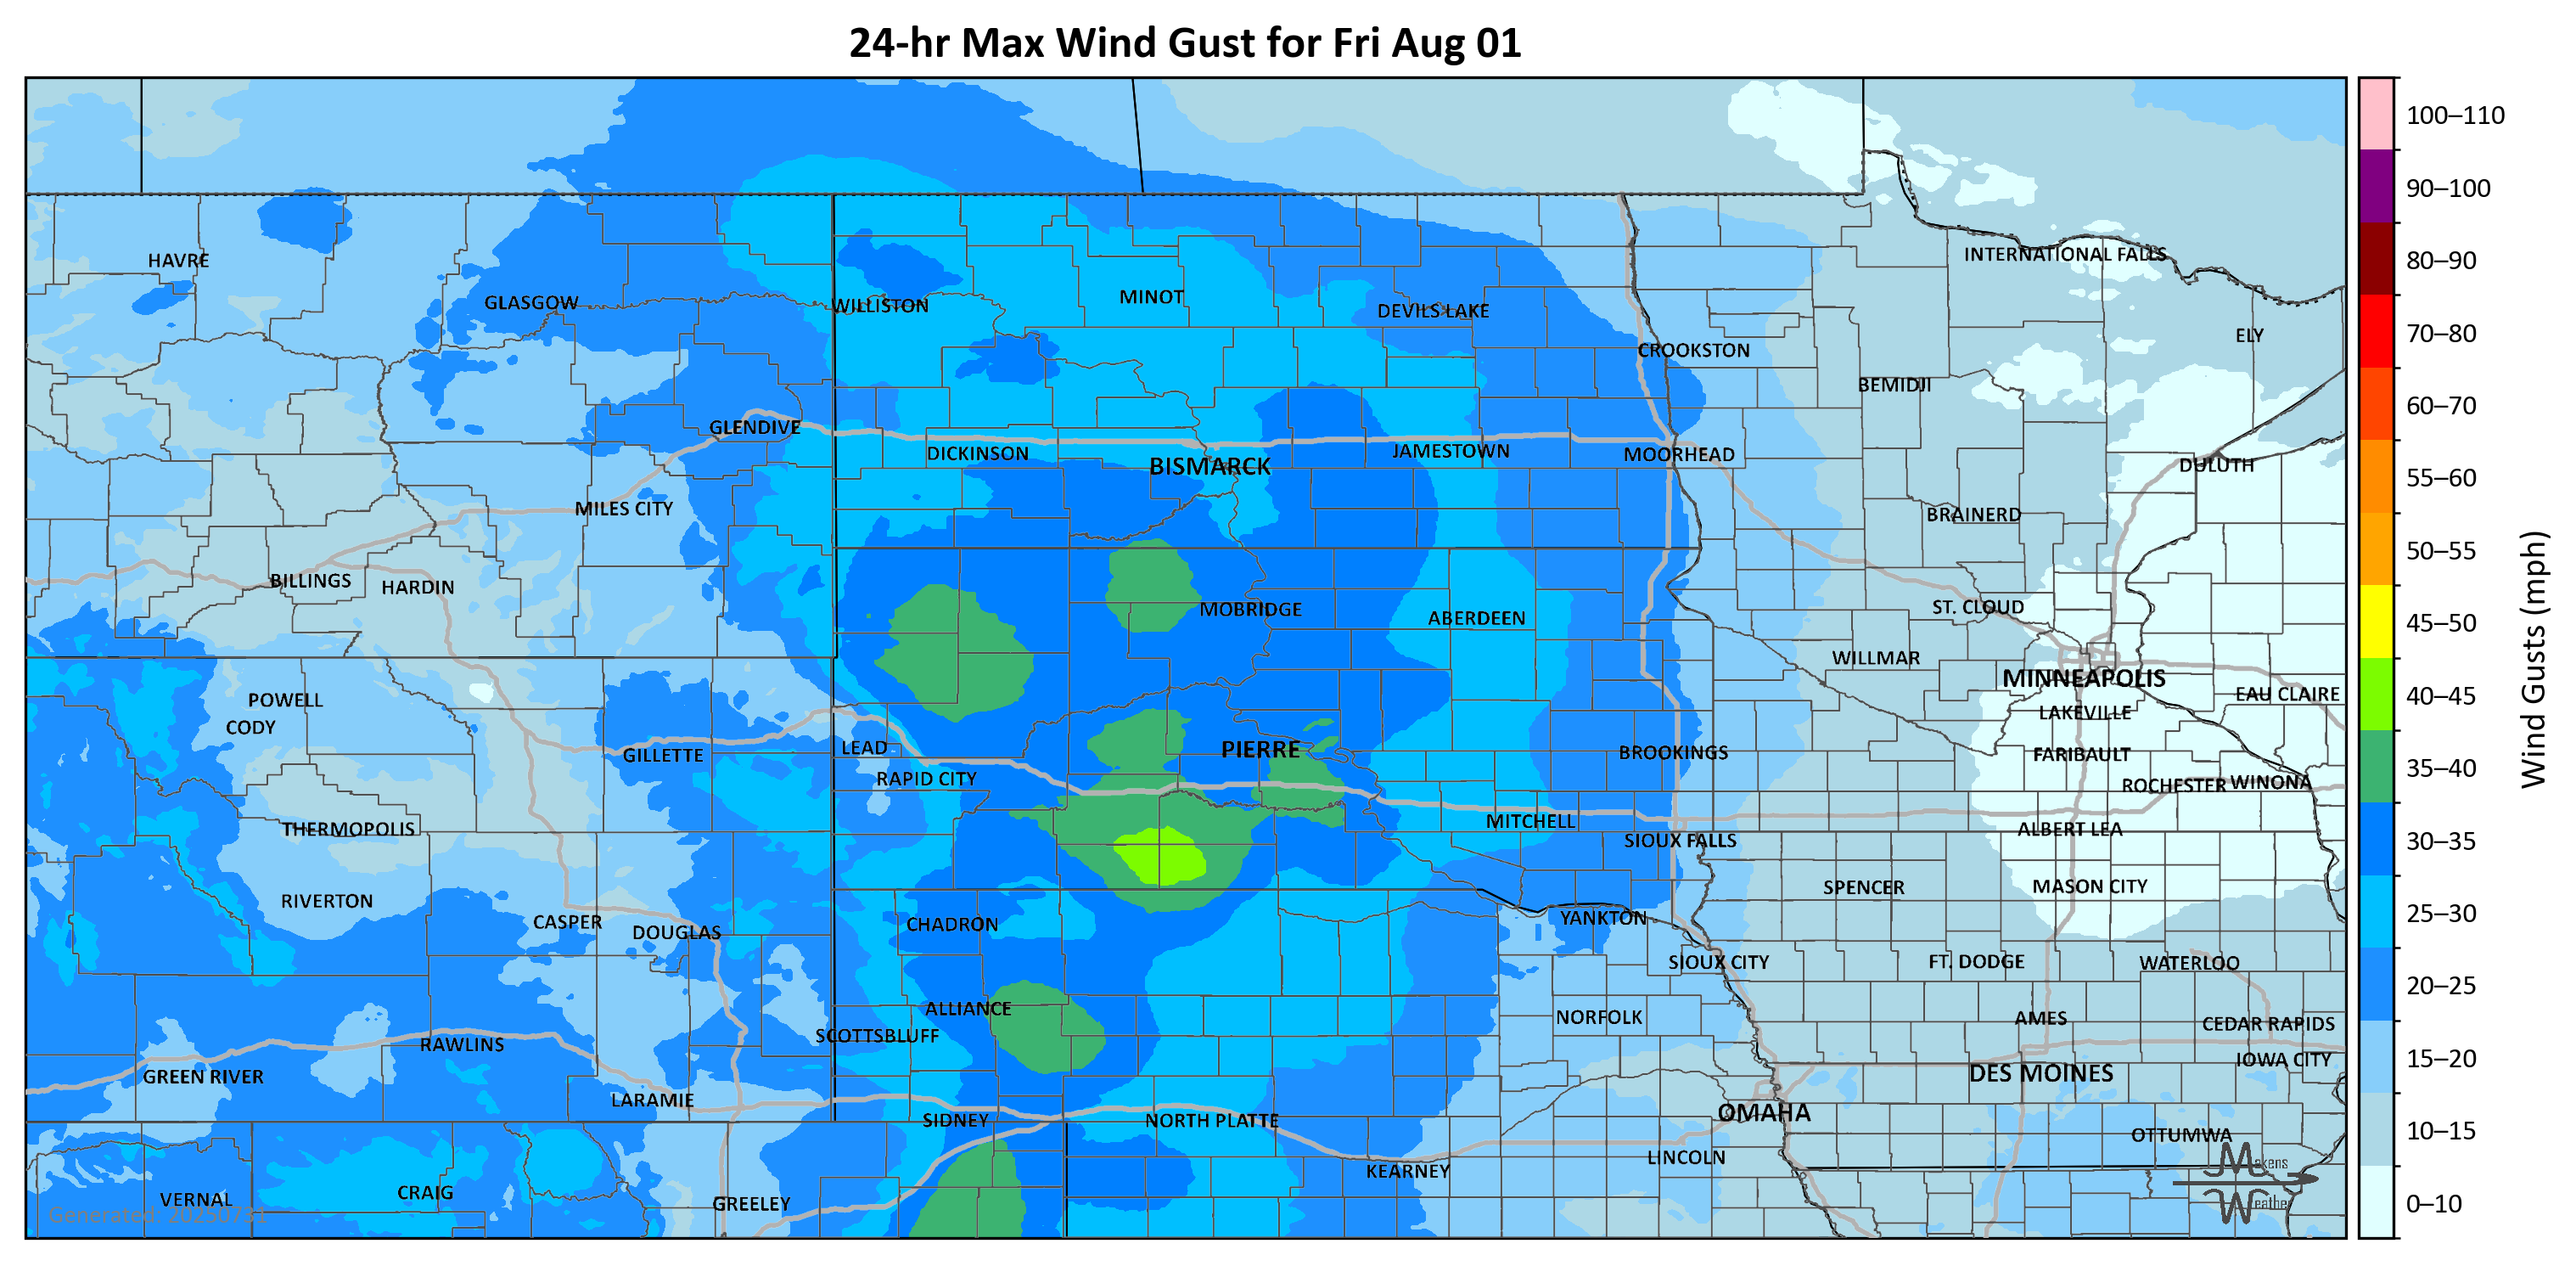 24-hr Max Wind Gust for Fri Aug 01
100–110
90–100
80–90
70–80
60–70
55–60
50–55
45–50
40–45
35–40
30–35
25–30
20–25
15–20
10–15
0–10
Wind Gusts (mph)
HAVRE
GLASGOW
WILLISTON
MINOT
DEVILS LAKE
INTERNATIONAL FALLS
ELY
CROOKSTON
BEMIDJI
GLENDIVE
DICKINSON
BISMARCK
JAMESTOWN
MOORHEAD
DULUTH
MILES CITY
BRAINERD
BILLINGS
HARDIN
MOBRIDGE
ABERDEEN
ST. CLOUD
WILLMAR
MINNEAPOLIS
EAU CLAIRE
POWELL
CODY
LAKEVILLE
GILLETTE
LEAD
PIERRE
BROOKINGS
FARIBAULT
RAPID CITY
ROCHESTER
WINONA
THERMOPOLIS
MITCHELL
ALBERT LEA
SIOUX FALLS
SPENCER
MASON CITY
RIVERTON
CASPER
DOUGLAS
CHADRON
YANKTON
SIOUX CITY
FT. DODGE
WATERLOO
ALLIANCE
NORFOLK
AMES
CEDAR RAPIDS
SCOTTSBLUFF
RAWLINS
IOWA CITY
GREEN RIVER
DES MOINES
LARAMIE
OMAHA
SIDNEY
NORTH PLATTE
OTTUMWA
LINCOLN
KEARNEY
VERNAL
CRAIG
GREELEY
Generated: 20250731
Makens
Weather